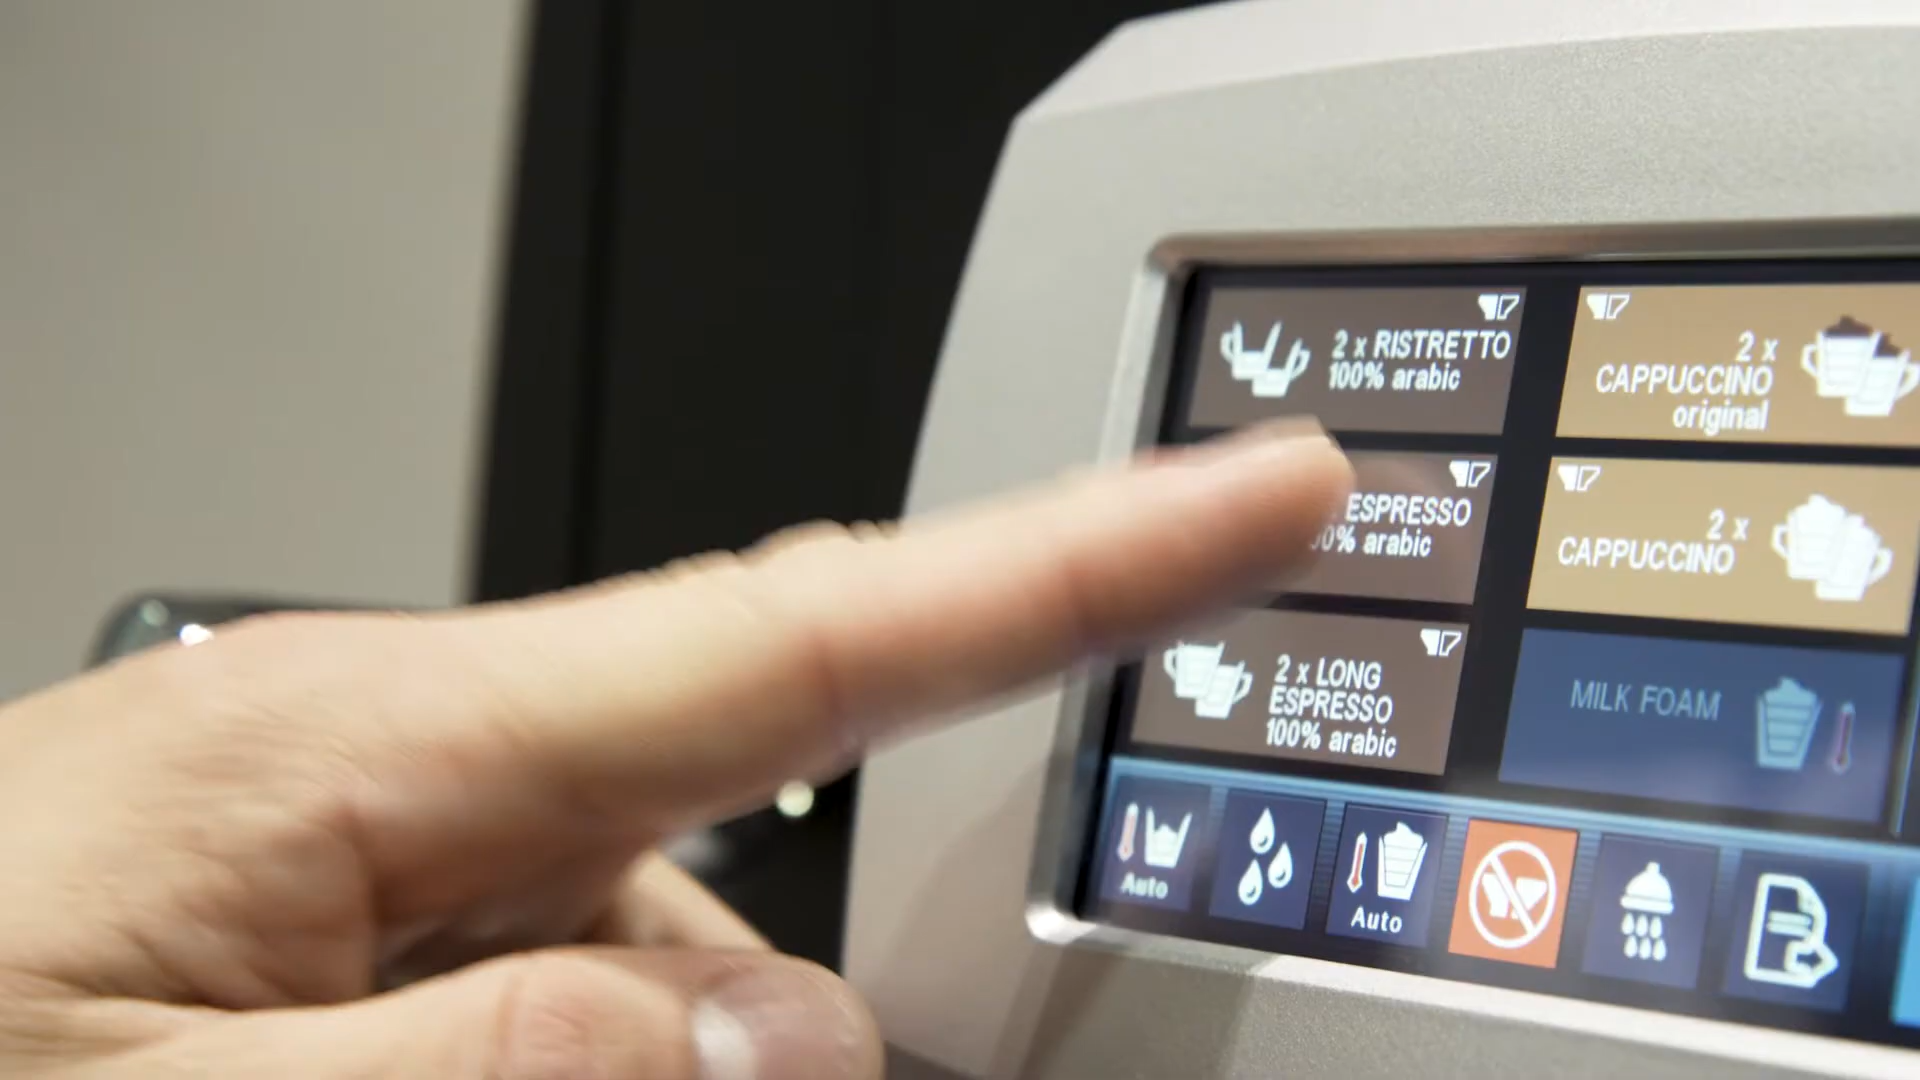 2 x RISTRETTO
100% arabic
ESPRESSO
0% arabic
2 x LONG
ESPRESSO
100% arabic
2 x
CAPPUCCINO
original
2 x
CAPPUCCINO
MILK FOAM
Auto
Auto